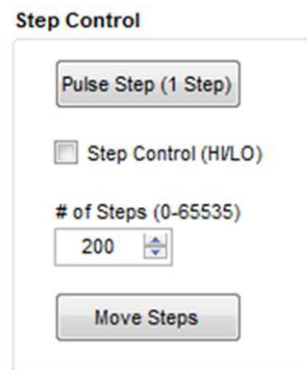 Step Control
Pulse Step (1 Step)
Step Control (HI/LO)
# of Steps (0-65535)
200
Move Steps